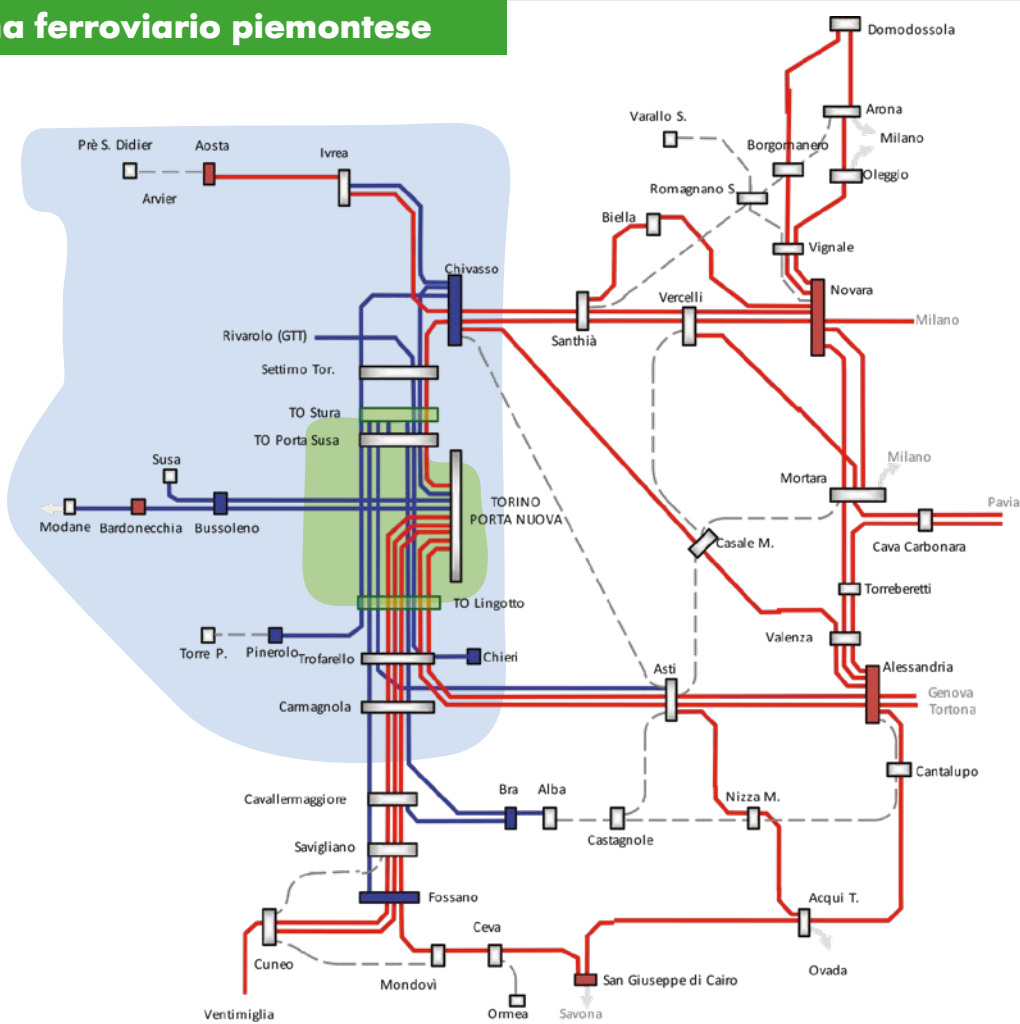 a ferroviario piemontese
Domodossola
Arona
Milano
Varallo S.
Borgomanero
Oleggio
Prè S. Didier
Aosta
Ivrea
Arvier
Romagnano S.
Biella
Vignale
Chivasso
Novara
Vercelli
Milano
Rivarolo (GTT)
Santhià
Settimo Tor.
TO Stura
TO Porta Susa
Susa
Milano
Mortara
TORINO
PORTA NUOVA
Pavia
Modane
Bardonecchia
Bussoleno
Casale M.
Cava Carbonara
Torreberetti
TO Lingotto
Torre P.
Pinerolo
Trofarello
Chieri
Valenza
Asti
Alessandria
Genova
Tortona
Carmagnola
Cantalupo
Cavallermaggiore
Bra
Alba
Nizza M.
Castagnole
Savigliano
Fossano
Acqui T.
Ceva
Cuneo
Mondovì
San Giuseppe di Cairo
Ovada
Ventimiglia
Ormea
Savona